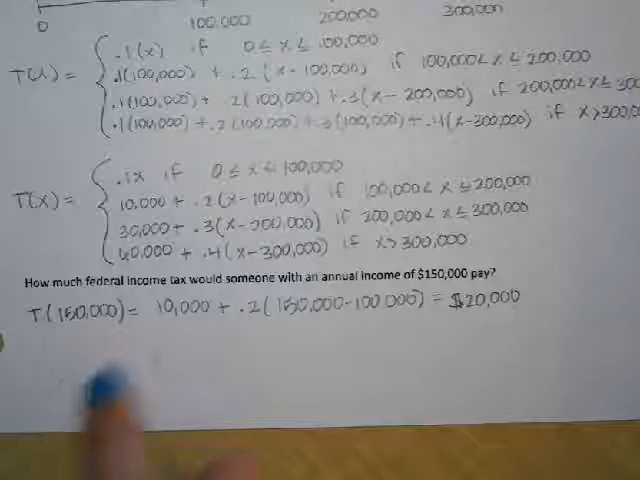 0 100,000 200,000 300,000
T(x) = { .1(x) if 0 ≤ x ≤ 100,000
.1(100,000) + .2(x - 100,000) if 100,000 < x ≤ 200,000
.1(100,000) + .2(100,000) + .3(x - 200,000) if 200,000 < x ≤ 300
.1(100,000) + .2(100,000) + .3(100,000) + .4(x - 300,000) if x > 300,0
T(x) = { .1x if 0 ≤ x ≤ 100,000
10,000 + .2(x - 100,000) if 100,000 < x ≤ 200,000
30,000 + .3(x - 200,000) if 200,000 < x ≤ 300,000
40,000 + .4(x - 300,000) if x > 300,000
How much federal income tax would someone with an annual income of $150,000 pay?
T(150,000) = 10,000 + .2(150,000 - 100,000) = $20,000